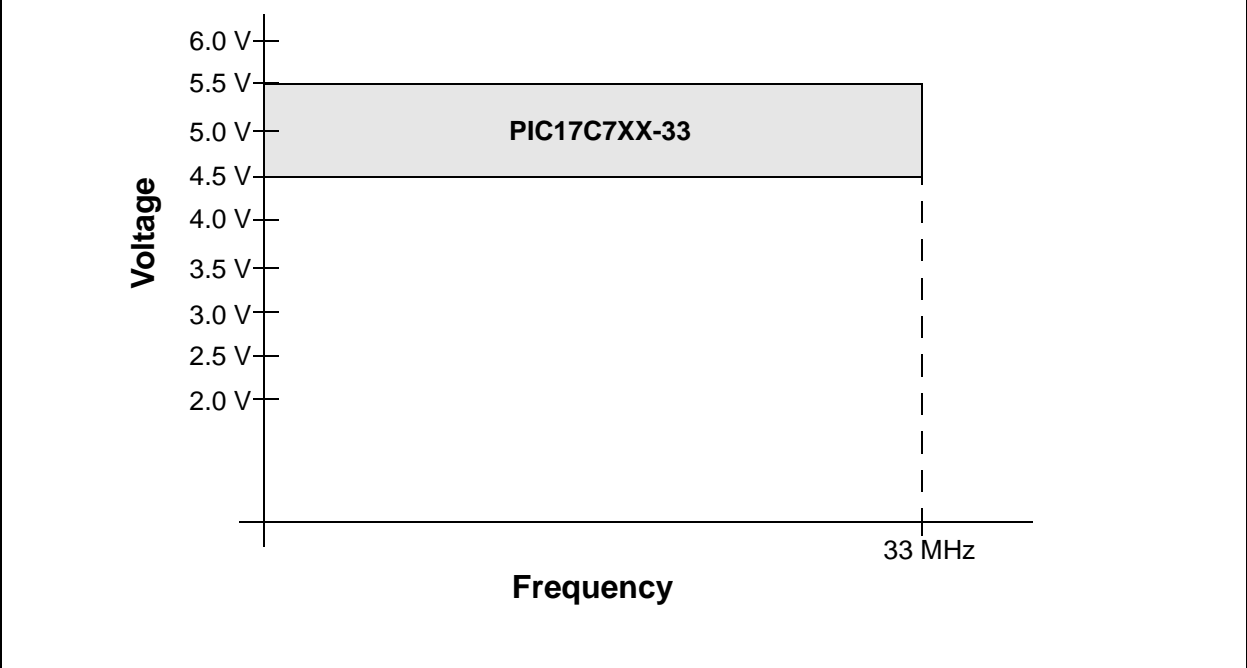 6.0 V
5.5 V
5.0 V
PIC17C7XX-33
4.5 V
4.0 V
Voltage
3.5 V
3.0 V
2.5 V
2.0 V
33 MHz
Frequency